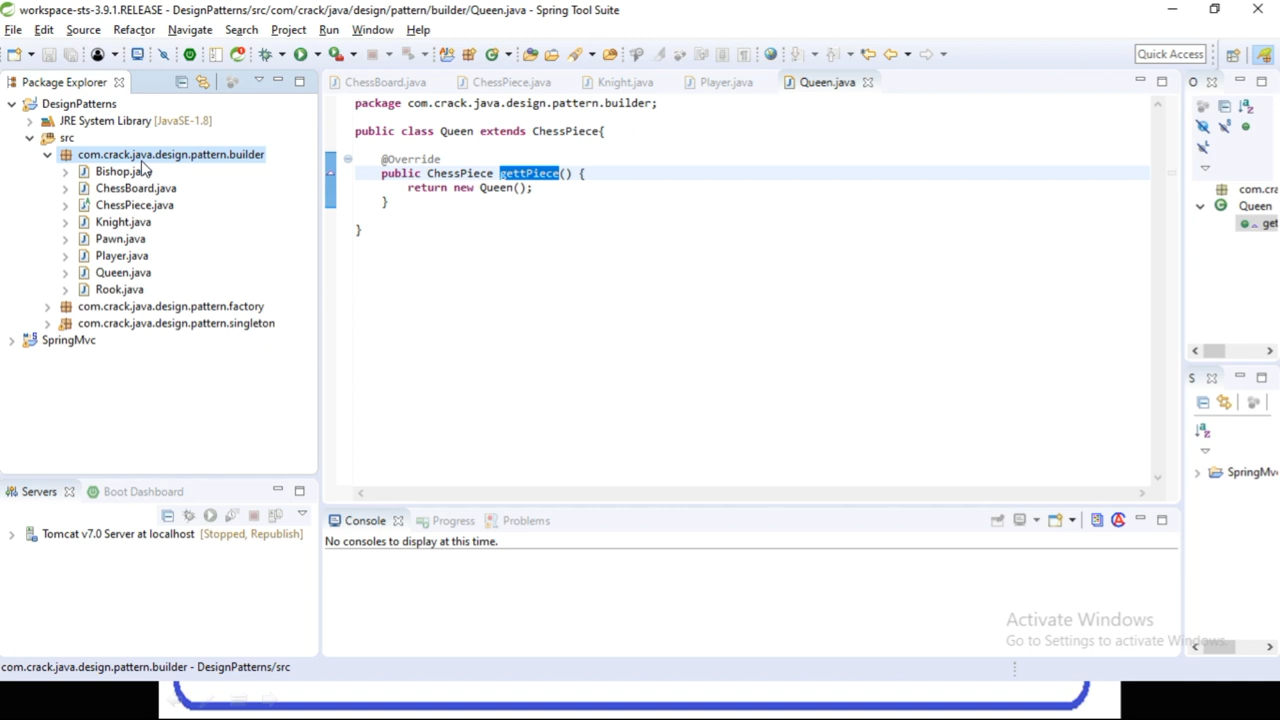 workspace-sts-3.9.1.RELEASE - DesignPatterns/src/com/crack/java/design/pattern/builder/Queen.java - Spring Tool Suite
File Edit Source Refactor Navigate Search Project Run Window Help
Quick Access
Package Explorer
DesignPatterns
JRE System Library [JavaSE-1.8]
src
com.crack.java.design.pattern.builder
Bishop.java
ChessBoard.java
ChessPiece.java
Knight.java
Pawn.java
Player.java
Queen.java
Rook.java
com.crack.java.design.pattern.factory
com.crack.java.design.pattern.singleton
SpringMvc
ChessBoard.java ChessPiece.java Knight.java Player.java Queen.java
package com.crack.java.design.pattern.builder;
public class Queen extends ChessPiece{
@Override
public ChessPiece gettPiece() {
return new Queen();
}
}
O
com.cra
Queen
get
S
SpringMv
Servers Boot Dashboard
Tomcat v7.0 Server at localhost [Stopped, Republish]
Console Progress Problems
No consoles to display at this time.
Activate Windows
Go to Settings to activate Windows.
com.crack.java.design.pattern.builder - DesignPatterns/src